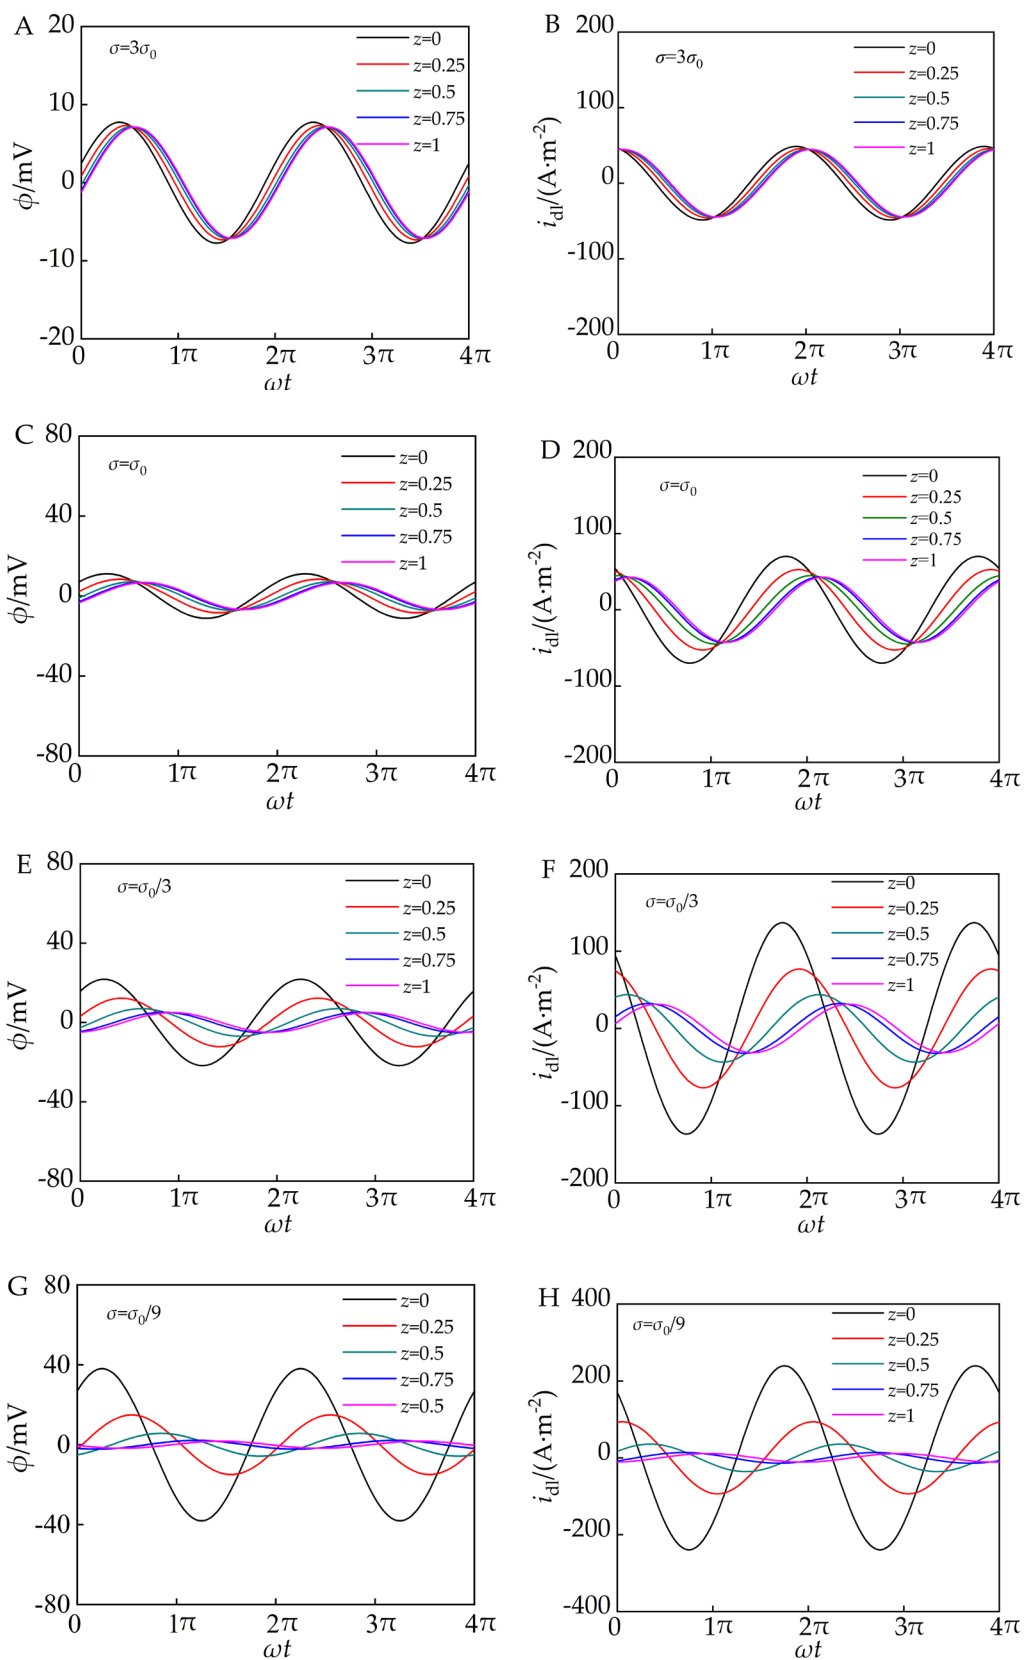 A
σ=3σ₀
z=0
z=0.25
z=0.5
z=0.75
z=1
20
10
0
-10
-20
ϕ/mV
0 1π 2π 3π 4π
ωt
B
σ=3σ₀
z=0
z=0.25
z=0.5
z=0.75
z=1
200
100
0
-100
-200
i_dl/(A·m⁻²)
0 1π 2π 3π 4π
ωt
C
σ=σ₀
z=0
z=0.25
z=0.5
z=0.75
z=1
80
40
0
-40
-80
ϕ/mV
0 1π 2π 3π 4π
ωt
D
σ=σ₀
z=0
z=0.25
z=0.5
z=0.75
z=1
200
100
0
-100
-200
i_dl/(A·m⁻²)
0 1π 2π 3π 4π
ωt
E
σ=σ₀/3
z=0
z=0.25
z=0.5
z=0.75
z=1
80
40
0
-40
-80
ϕ/mV
0 1π 2π 3π 4π
ωt
F
σ=σ₀/3
z=0
z=0.25
z=0.5
z=0.75
z=1
200
100
0
-100
-200
i_dl/(A·m⁻²)
0 1π 2π 3π 4π
ωt
G
σ=σ₀/9
z=0
z=0.25
z=0.5
z=0.75
z=0.5
80
40
0
-40
-80
ϕ/mV
0 1π 2π 3π 4π
ωt
H
σ=σ₀/9
z=0
z=0.25
z=0.5
z=0.75
z=1
400
200
0
-200
-400
i_dl/(A·m⁻²)
0 1π 2π 3π 4π
ωt